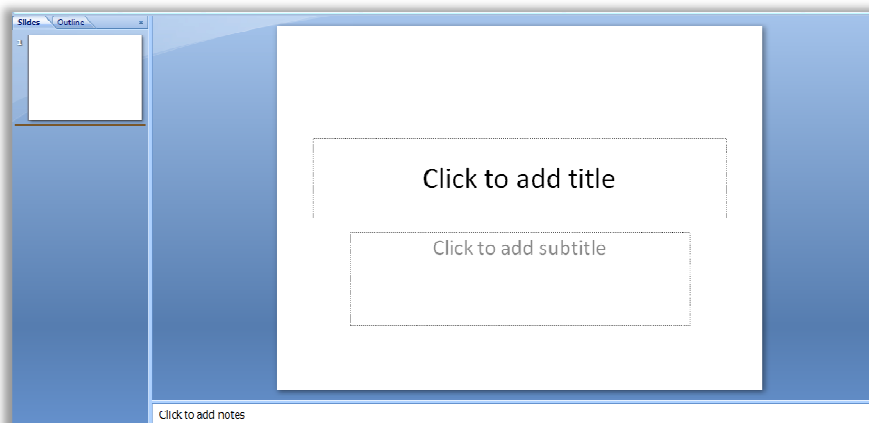 Slides Outline ×
1
Click to add title
Click to add subtitle
Click to add notes